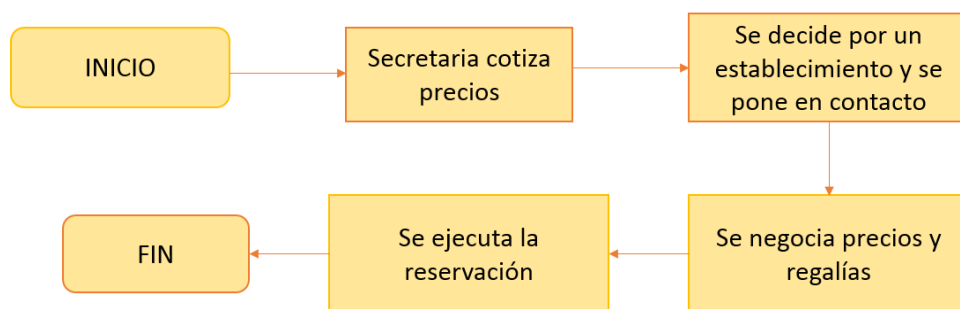 INICIO
Secretaria cotiza
precios
Se decide por un
establecimiento y se
pone en contacto
Se negocia precios y
regalías
Se ejecuta la
reservación
FIN